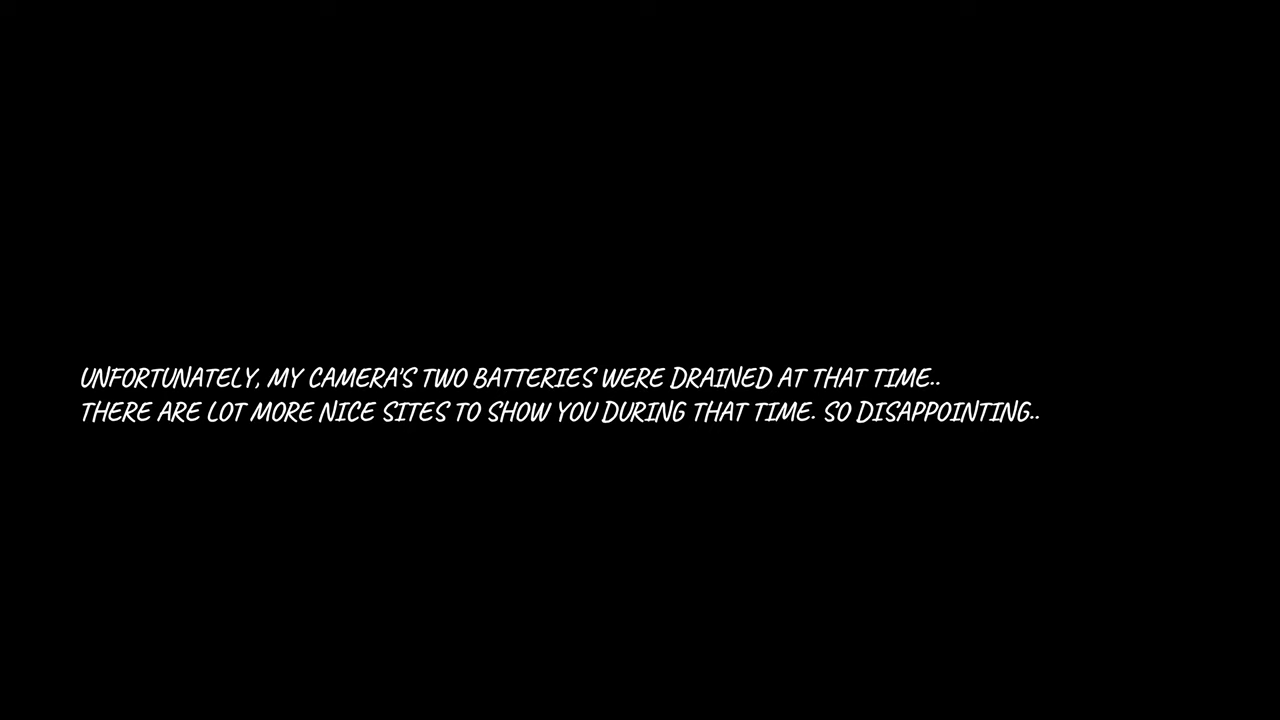 UNFORTUNATELY, MY CAMERA'S TWO BATTERIES WERE DRAINED AT THAT TIME..
THERE ARE LOT MORE NICE SITES TO SHOW YOU DURING THAT TIME. SO DISAPPOINTING..